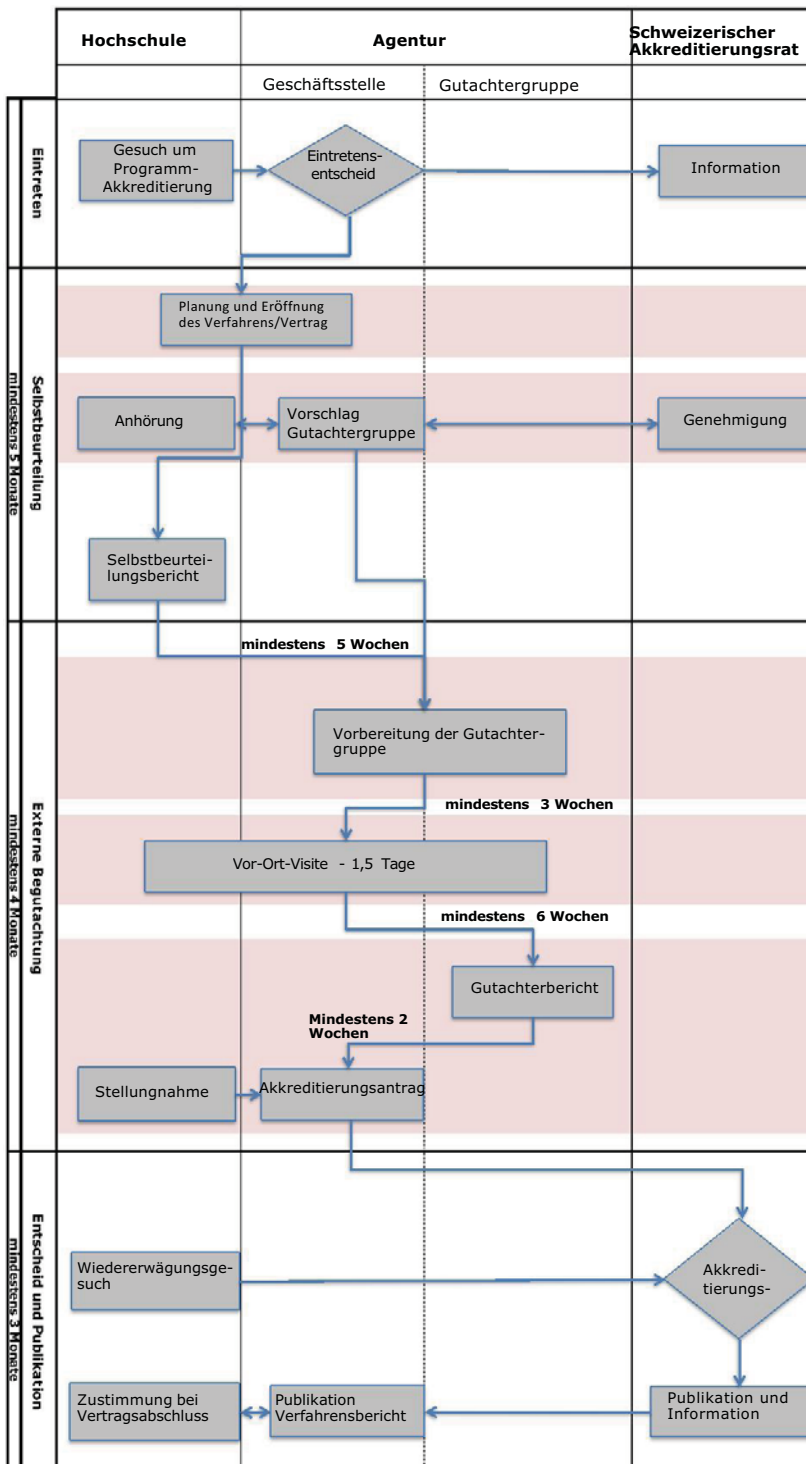 Hochschule
Agentur
Schweizerischer
Akkreditierungsrat
Geschäftsstelle
Gutachtergruppe
Eintreten
Gesuch um
Programm-
Akkreditierung
Eintretens-
entscheid
Information
Selbstbeurteilung
mindestens 5 Monate
Planung und Eröffnung
des Verfahrens/Vertrag
Anhörung
Vorschlag
Gutachtergruppe
Genehmigung
Selbstbeurtei-
lungsbericht
Externe Begutachtung
mindestens 4 Monate
mindestens 5 Wochen
Vorbereitung der Gutachter-
gruppe
mindestens 3 Wochen
Vor-Ort-Visite - 1,5 Tage
mindestens 6 Wochen
Gutachterbericht
Mindestens 2
Wochen
Stellungnahme
Akkreditierungsantrag
Entscheid und Publikation
mindestens 3 Monate
Wiedererwägungsge-
such
Akkredi-
tierungs-
Zustimmung bei
Vertragsabschluss
Publikation
Verfahrensbericht
Publikation und
Information